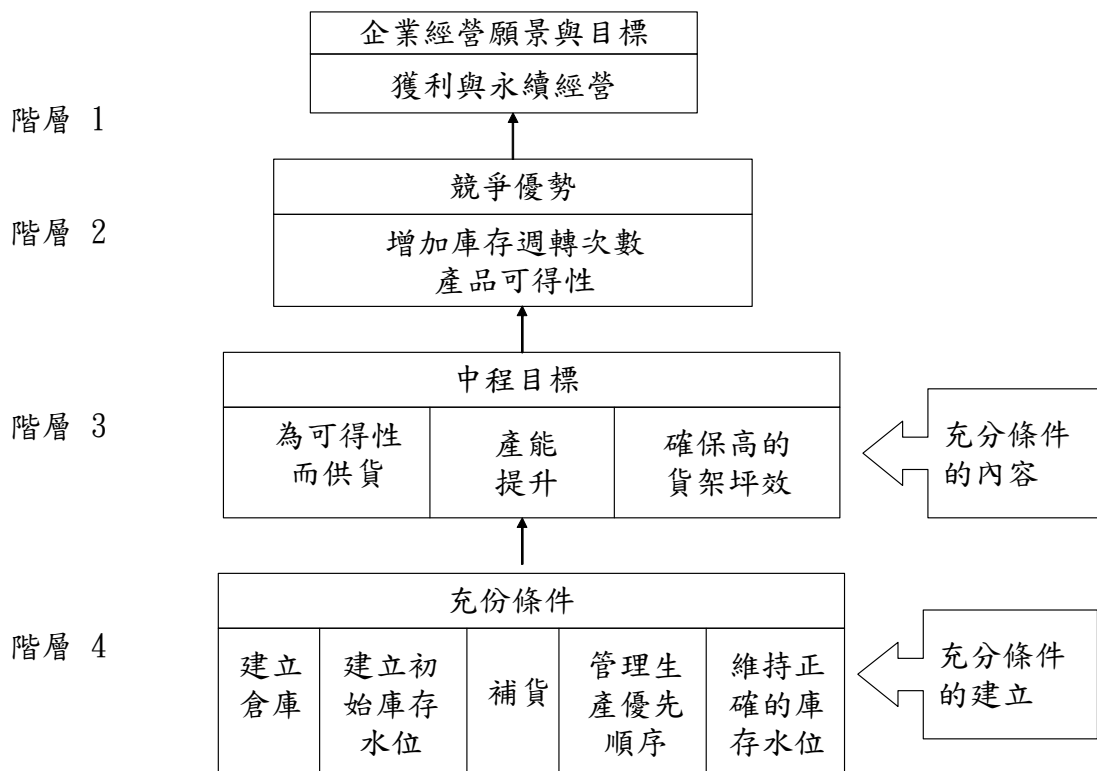 企業經營願景與目標
獲利與永續經營
階層 1
競爭優勢
階層 2
增加庫存週轉次數
產品可得性
中程目標
階層 3
為可得性
而供貨
產能
提升
確保高的
貨架坪效
充分條件
的內容
充份條件
階層 4
建立
倉庫
建立初
始庫存
水位
補貨
管理生
產優先
順序
維持正
確的庫
存水位
充分條件
的建立